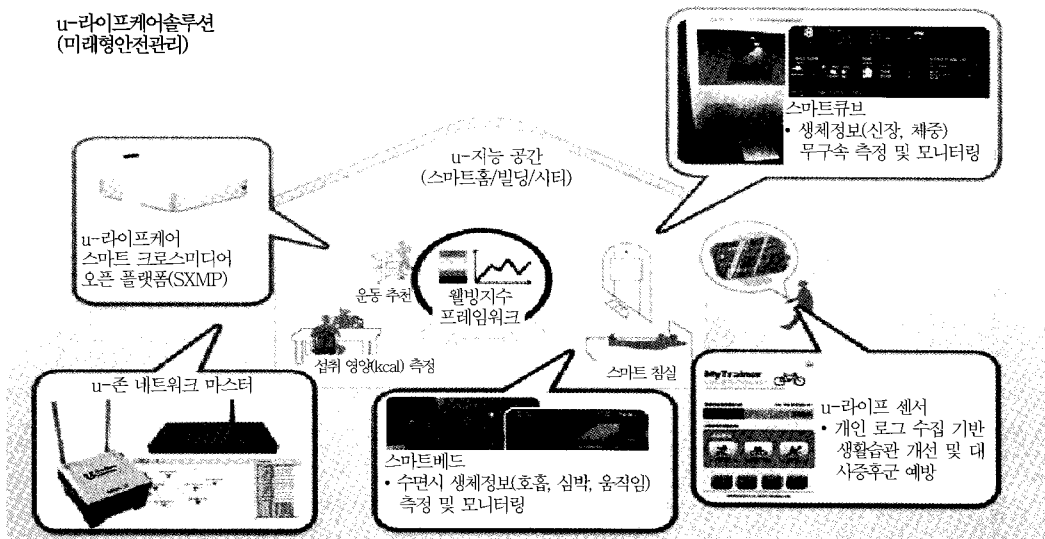 u-라이프케어솔루션
(미래형안전관리)
스마트큐브
• 생체정보(신장, 체중)
무구속 측정 및 모니터링
u-지능 공간
(스마트홈/빌딩/시티)
u-라이프케어
스마트 크로스미디어
오픈 플랫폼(SXMP)
운동 추천
웰빙지수
프레임워크
섭취 영양(kcal) 측정
스마트 침실
u-존 네트워크 마스터
스마트베드
• 수면시 생체정보(호흡, 심박, 움직임)
측정 및 모니터링
MyTrainer
u-라이프 센서
• 개인 로그 수집 기반
생활습관 개선 및 대
사증후군 예방